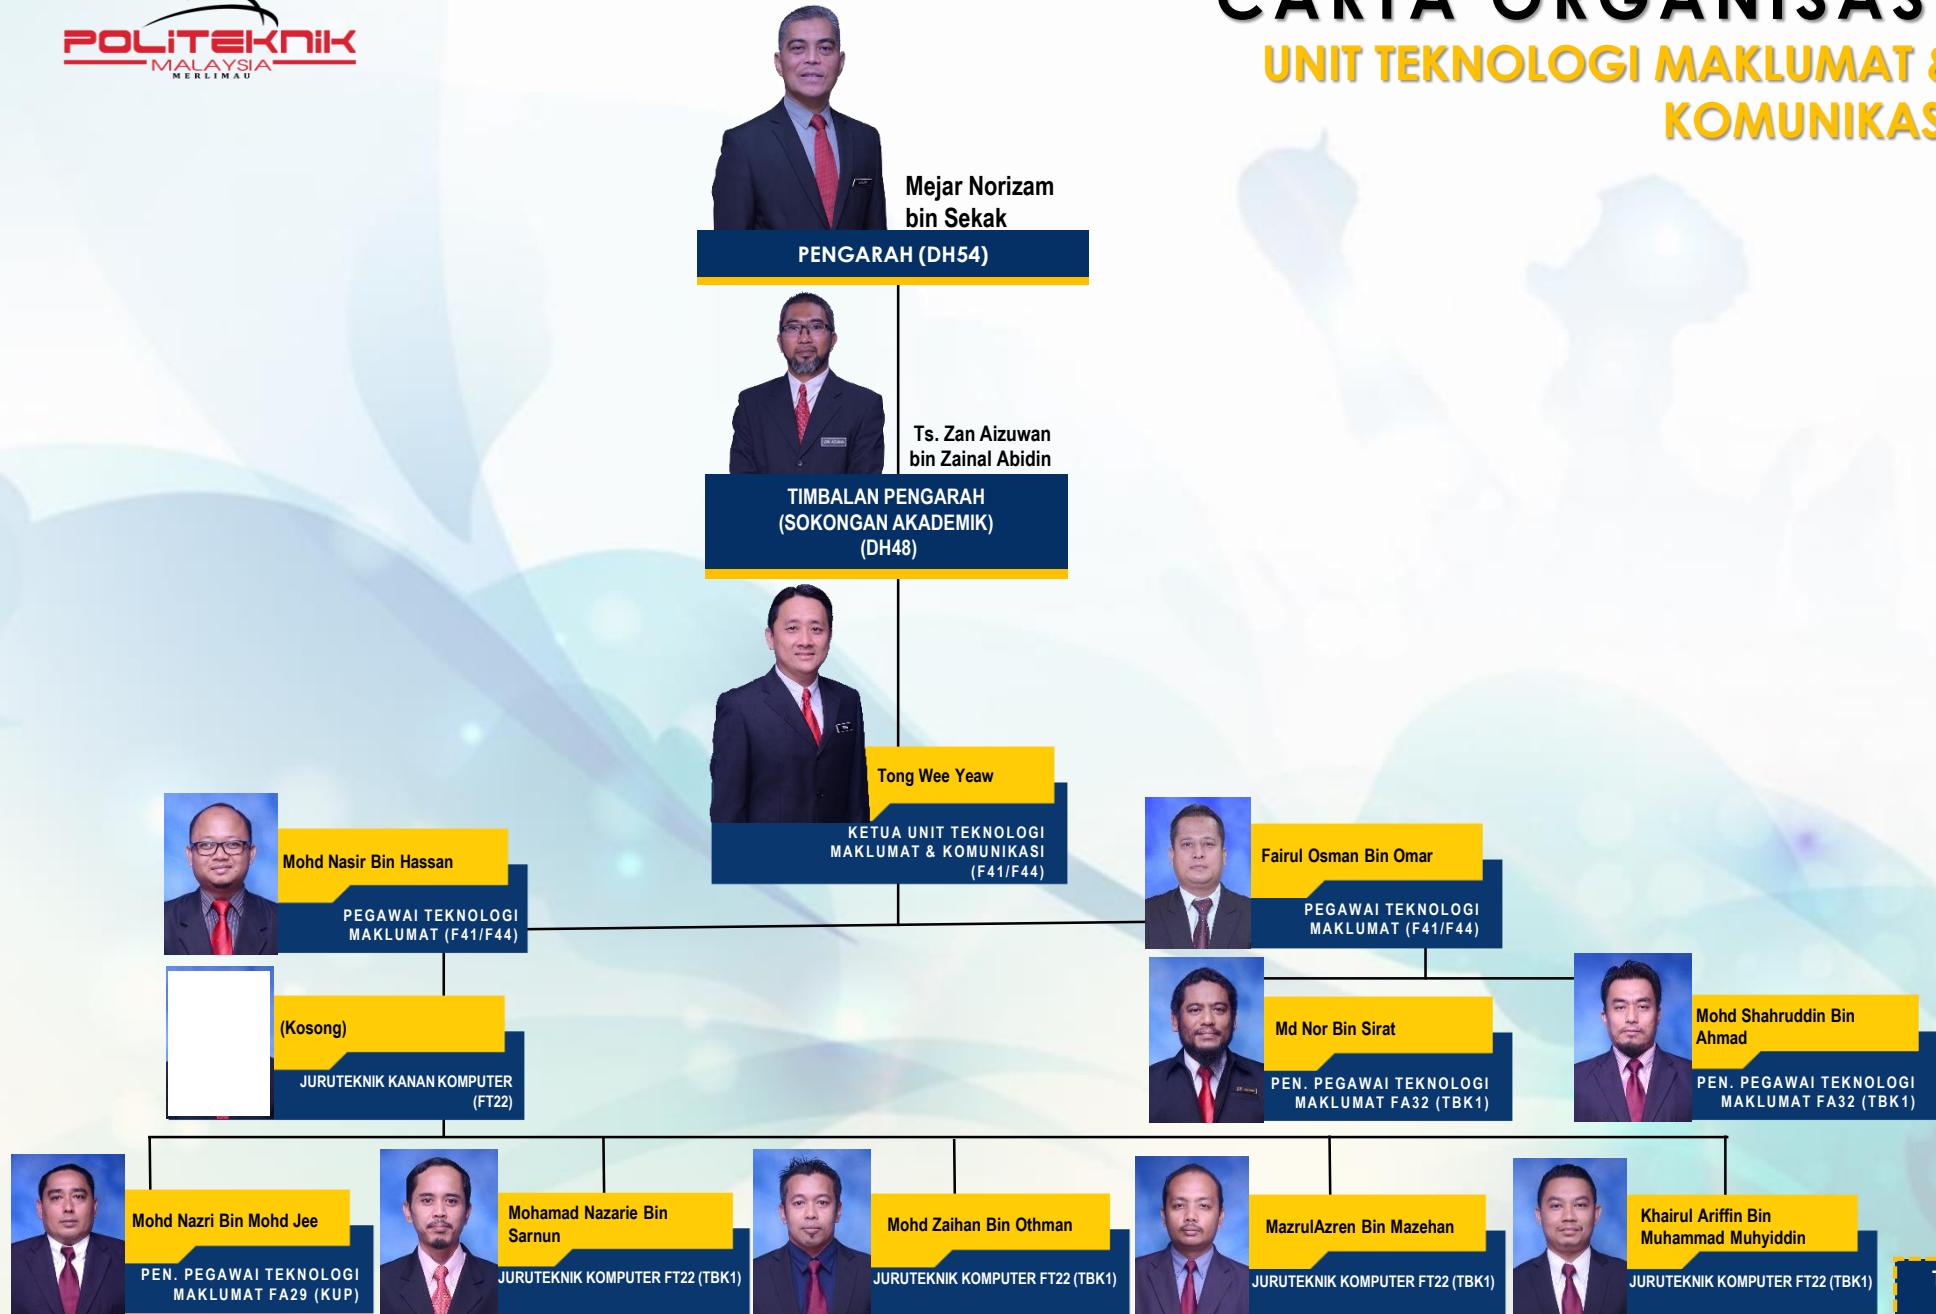 POLITEKNIK
MALAYSIA
MERLIMAU
CARTA ORGANISAS
UNIT TEKNOLOGI MAKLUMAT &
KOMUNIKAS
Mejar Norizam
bin Sekak
PENGARAH (DH54)
Ts. Zan Aizuwan
bin Zainal Abidin
TIMBALAN PENGARAH
(SOKONGAN AKADEMIK)
(DH48)
Tong Wee Yeaw
KETUA UNIT TEKNOLOGI
MAKLUMAT & KOMUNIKASI
(F41/F44)
Mohd Nasir Bin Hassan
PEGAWAI TEKNOLOGI
MAKLUMAT (F41/F44)
Fairul Osman Bin Omar
PEGAWAI TEKNOLOGI
MAKLUMAT (F41/F44)
(Kosong)
JURUTEKNIK KANAN KOMPUTER
(FT22)
Md Nor Bin Sirat
PEN. PEGAWAI TEKNOLOGI
MAKLUMAT FA32 (TBK1)
Mohd Shahruddin Bin
Ahmad
PEN. PEGAWAI TEKNOLOGI
MAKLUMAT FA32 (TBK1)
Mohd Nazri Bin Mohd Jee
PEN. PEGAWAI TEKNOLOGI
MAKLUMAT FA29 (KUP)
Mohamad Nazarie Bin
Sarnun
JURUTEKNIK KOMPUTER FT22 (TBK1)
Mohd Zaihan Bin Othman
JURUTEKNIK KOMPUTER FT22 (TBK1)
MazrulAzren Bin Mazehan
JURUTEKNIK KOMPUTER FT22 (TBK1)
Khairul Ariffin Bin
Muhammad Muhyiddin
JURUTEKNIK KOMPUTER FT22 (TBK1)